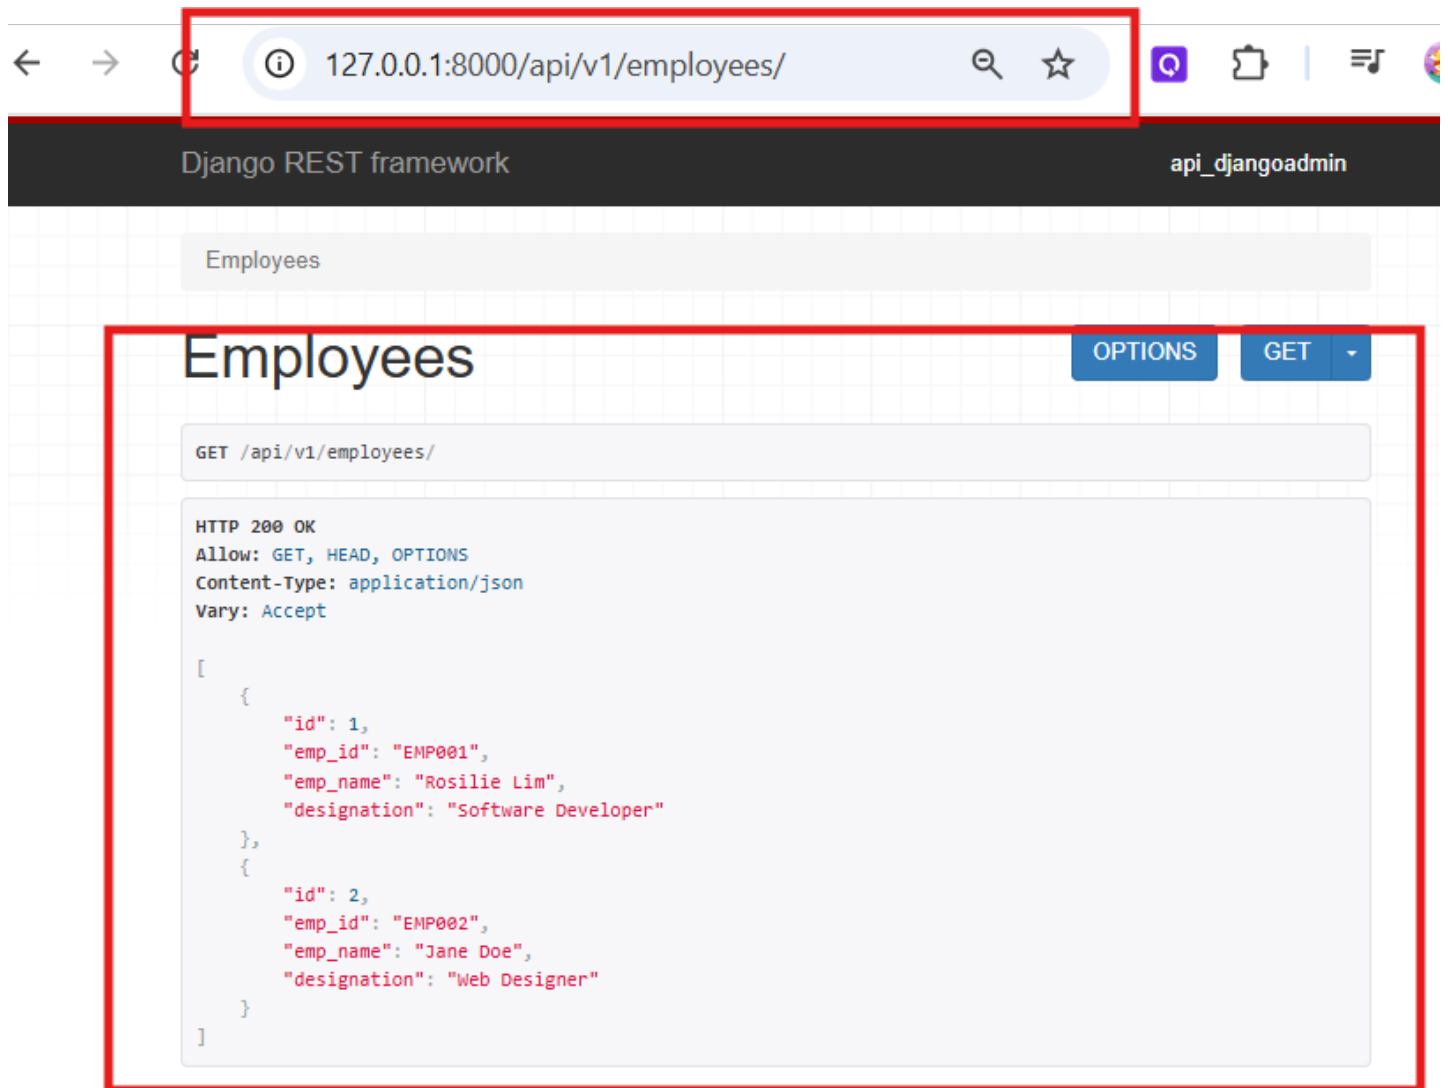 127.0.0.1:8000/api/v1/employees/
Django REST framework
api_djangoadmin
Employees
Employees
OPTIONS
GET
GET /api/v1/employees/
HTTP 200 OK
Allow: GET, HEAD, OPTIONS
Content-Type: application/json
Vary: Accept
[
    {
        "id": 1,
        "emp_id": "EMP001",
        "emp_name": "Rosilie Lim",
        "designation": "Software Developer"
    },
    {
        "id": 2,
        "emp_id": "EMP002",
        "emp_name": "Jane Doe",
        "designation": "Web Designer"
    }
]